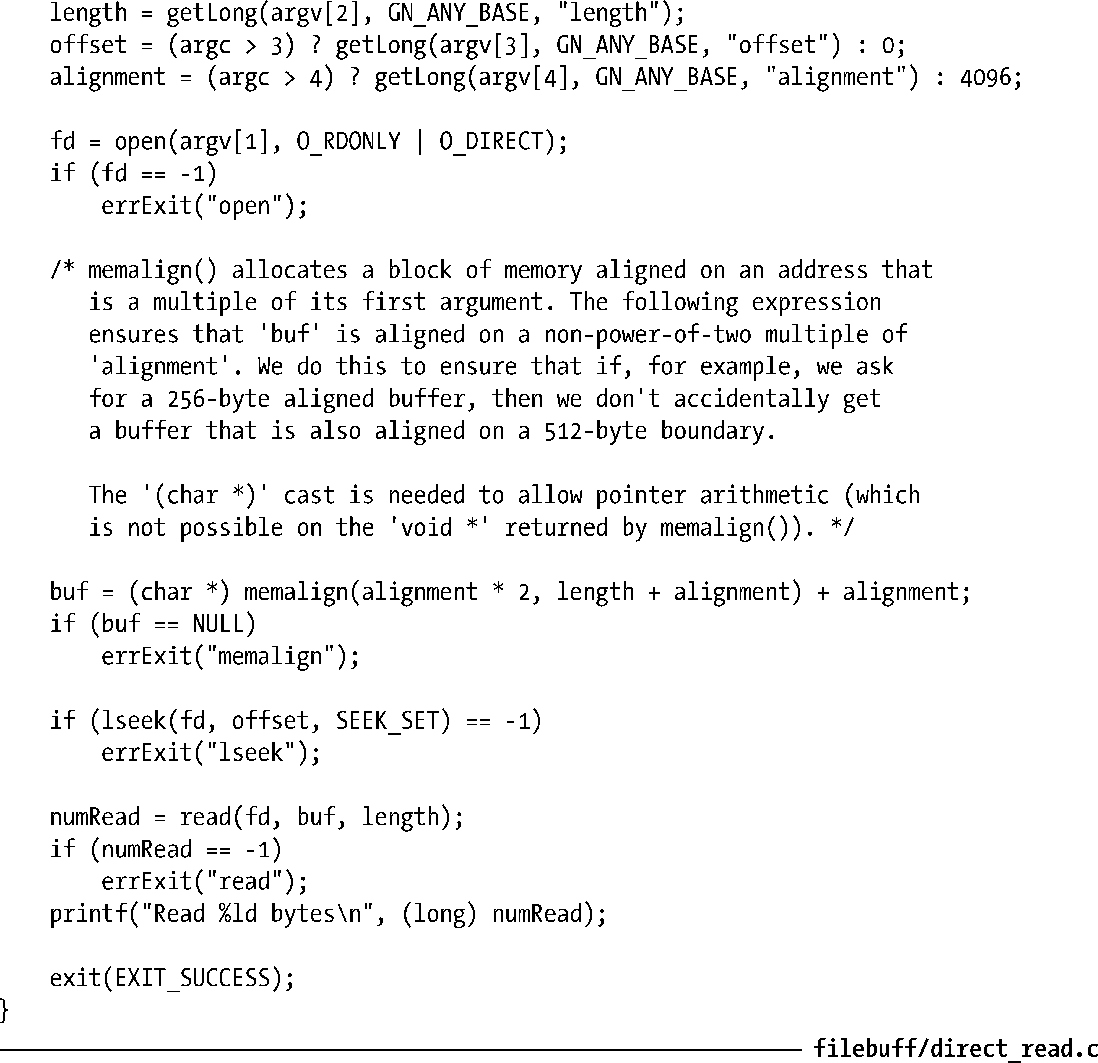 length = getLong(argv[2], GN_ANY_BASE, "length");
offset = (argc > 3) ? getLong(argv[3], GN_ANY_BASE, "offset") : 0;
alignment = (argc > 4) ? getLong(argv[4], GN_ANY_BASE, "alignment") : 4096;
fd = open(argv[1], O_RDONLY | O_DIRECT);
if (fd == -1)
errExit("open");
/* memalign() allocates a block of memory aligned on an address that
is a multiple of its first argument. The following expression
ensures that 'buf' is aligned on a non-power-of-two multiple of
'alignment'. We do this to ensure that if, for example, we ask
for a 256-byte aligned buffer, then we don't accidentally get
a buffer that is also aligned on a 512-byte boundary.
The '(char *)' cast is needed to allow pointer arithmetic (which
is not possible on the 'void *' returned by memalign()). */
buf = (char *) memalign(alignment * 2, length + alignment) + alignment;
if (buf == NULL)
errExit("memalign");
if (lseek(fd, offset, SEEK_SET) == -1)
errExit("lseek");
numRead = read(fd, buf, length);
if (numRead == -1)
errExit("read");
printf("Read %ld bytes\n", (long) numRead);
exit(EXIT_SUCCESS);
}
filebuff/direct_read.c